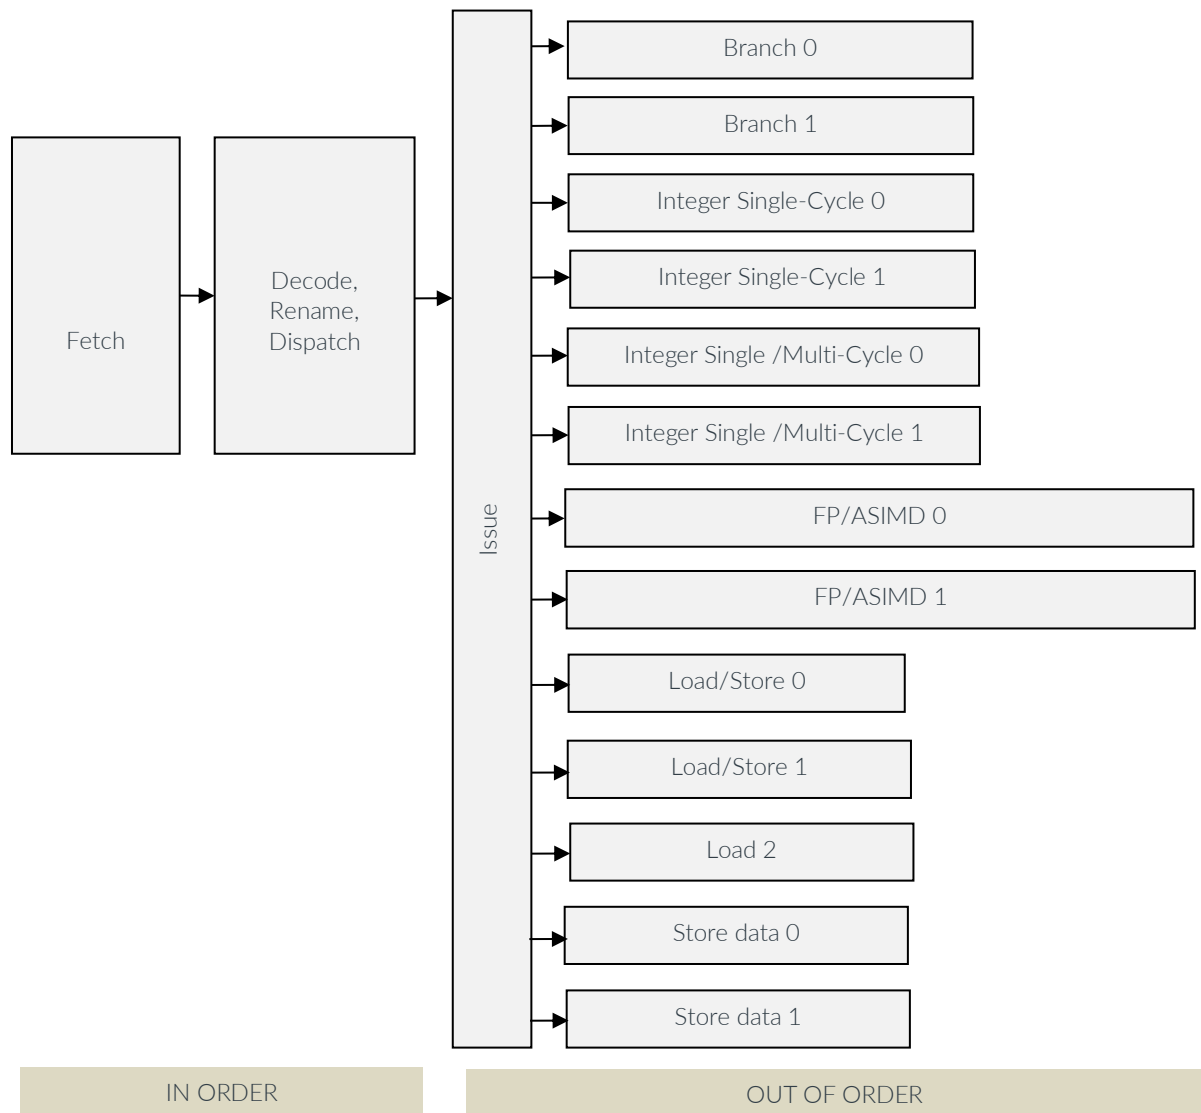 Fetch
Decode,
Rename,
Dispatch
Issue
Branch 0
Branch 1
Integer Single-Cycle 0
Integer Single-Cycle 1
Integer Single /Multi-Cycle 0
Integer Single /Multi-Cycle 1
FP/ASIMD 0
FP/ASIMD 1
Load/Store 0
Load/Store 1
Load 2
Store data 0
Store data 1
IN ORDER
OUT OF ORDER